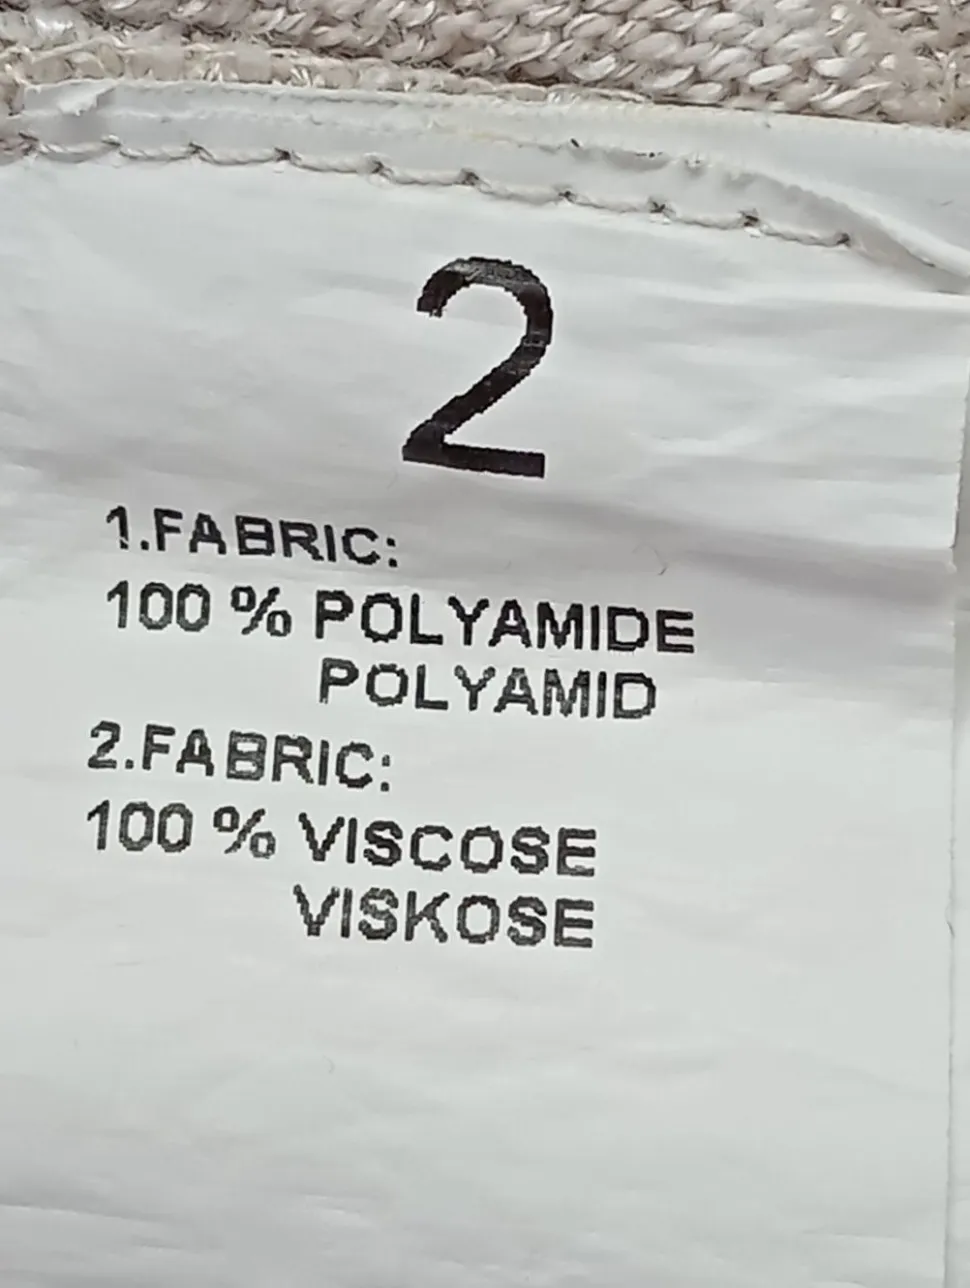 2
1.FABRIC:
100 % POLYAMIDE
POLYAMID
2.FABRIC:
100 % VISCOSE
VISKOSE